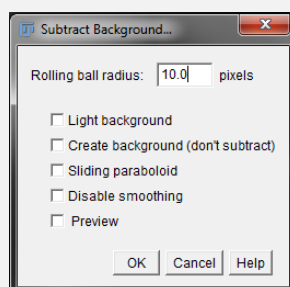 Subtract Background...
Rolling ball radius: 10.0 pixels
Light background
Create background (don't subtract)
Sliding paraboloid
Disable smoothing
Preview
OK Cancel Help